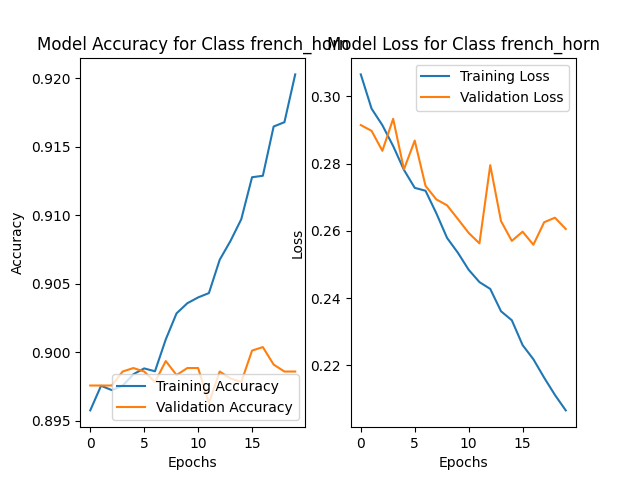 Model Accuracy for Class french_horn
Model Loss for Class french_horn
0.920
0.915
0.910
0.905
0.900
0.895
Accuracy
0
5
10
15
Epochs
Training Accuracy
Validation Accuracy
0.30
0.28
0.26
0.24
0.22
Loss
0
5
10
15
Epochs
Training Loss
Validation Loss